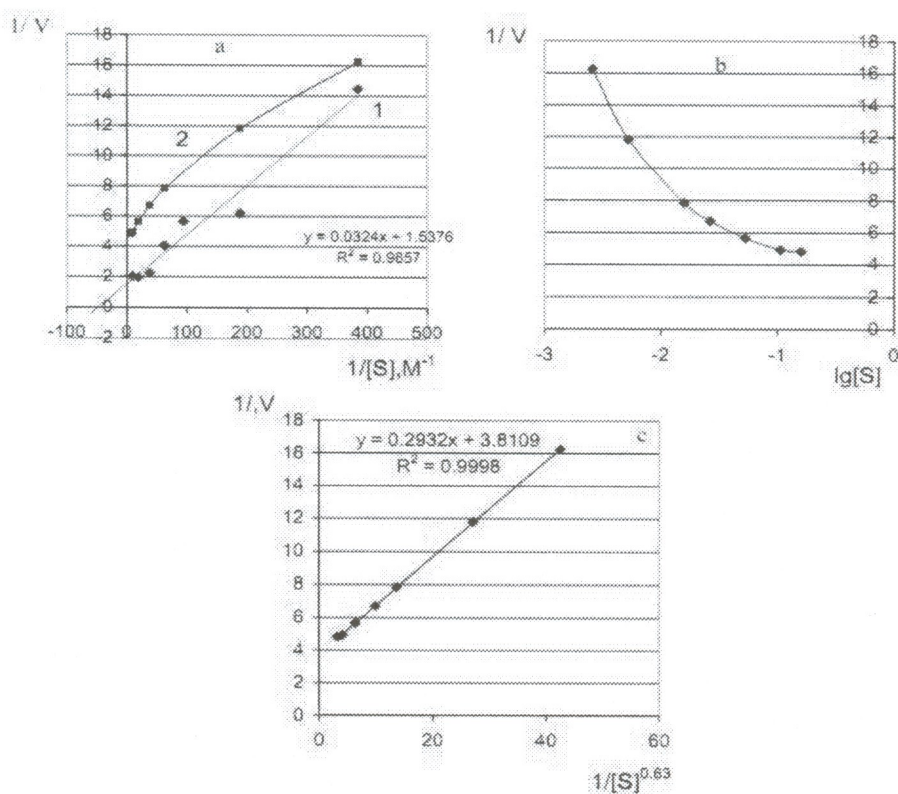 1/ V
a
18
16
14
12
10
8
6
4
2
0
-2
1
2
y = 0.0324x + 1.5376
R² = 0.9657
-100 0 100 200 300 400 500
1/[S],M⁻¹
1/ V
b
18
16
14
12
10
8
6
4
2
0
-3 -2 -1 0
lg[S]
1/,V
c
18
16
14
12
10
8
6
4
2
0
y = 0.2932x + 3.8109
R² = 0.9998
0 20 40 60
1/[S]^0.63